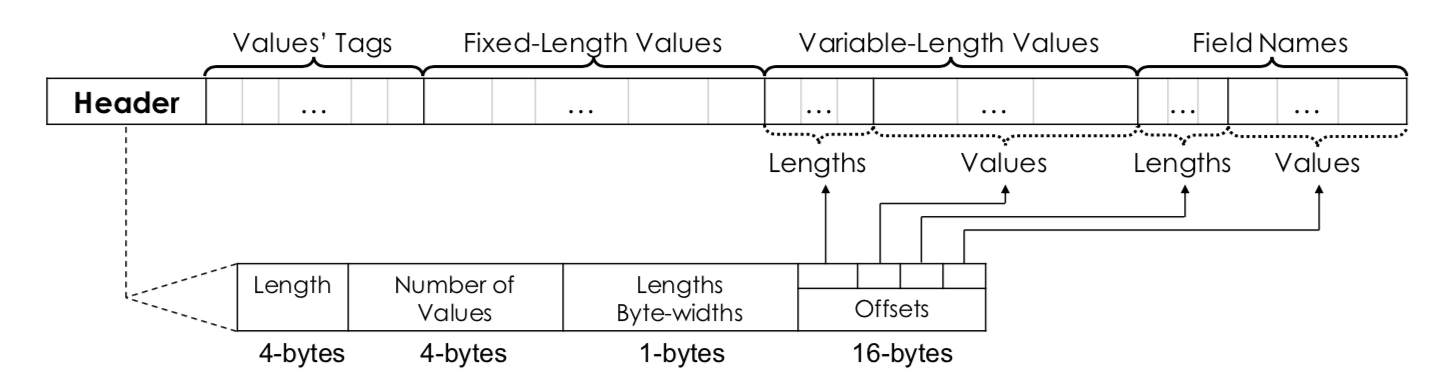 Values' Tags Fixed-Length Values Variable-Length Values Field Names
Header ... ... ... ... ... ...
Lengths Values Lengths Values
Length Number of Values Lengths Byte-widths Offsets
4-bytes 4-bytes 1-bytes 16-bytes